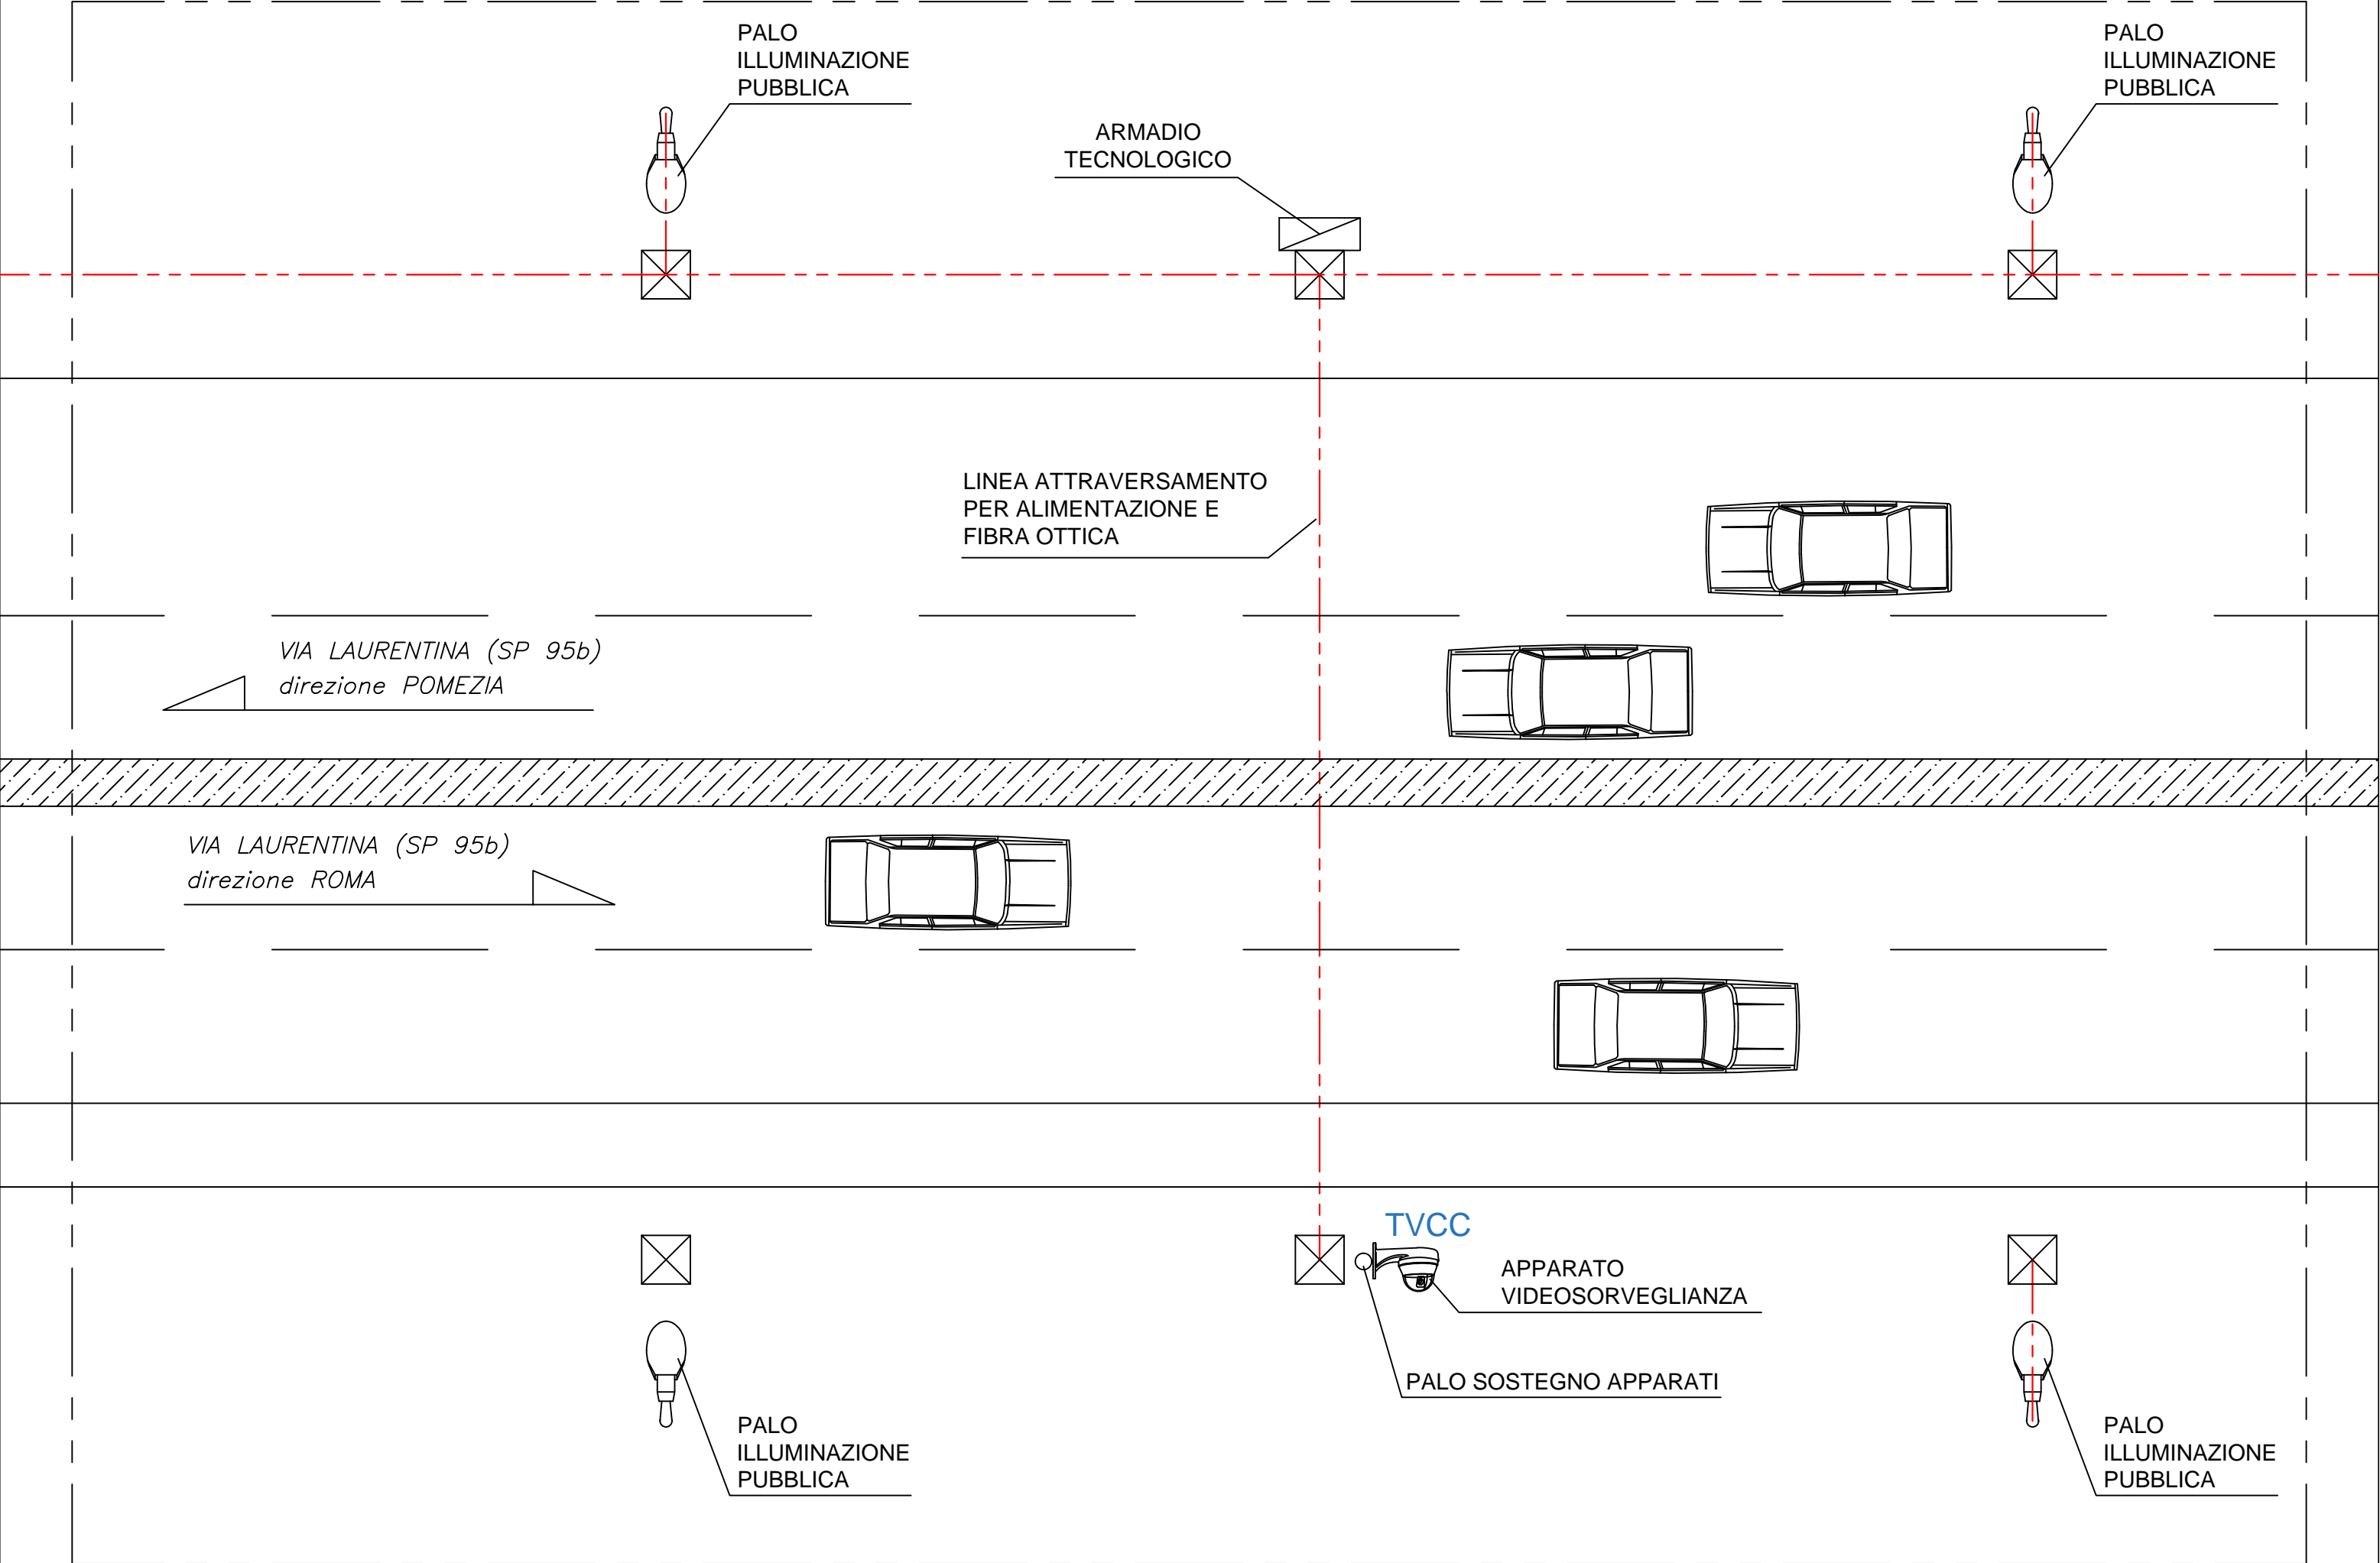 PALO
ILLUMINAZIONE
PUBBLICA
PALO
ILLUMINAZIONE
PUBBLICA
ARMADIO
TECNOLOGICO
LINEA ATTRAVERSAMENTO
PER ALIMENTAZIONE E
FIBRA OTTICA
VIA LAURENTINA (SP 95b)
direzione POMEZIA
VIA LAURENTINA (SP 95b)
direzione ROMA
TVCC
APPARATO
VIDEOSORVEGLIANZA
PALO SOSTEGNO APPARATI
PALO
ILLUMINAZIONE
PUBBLICA
PALO
ILLUMINAZIONE
PUBBLICA